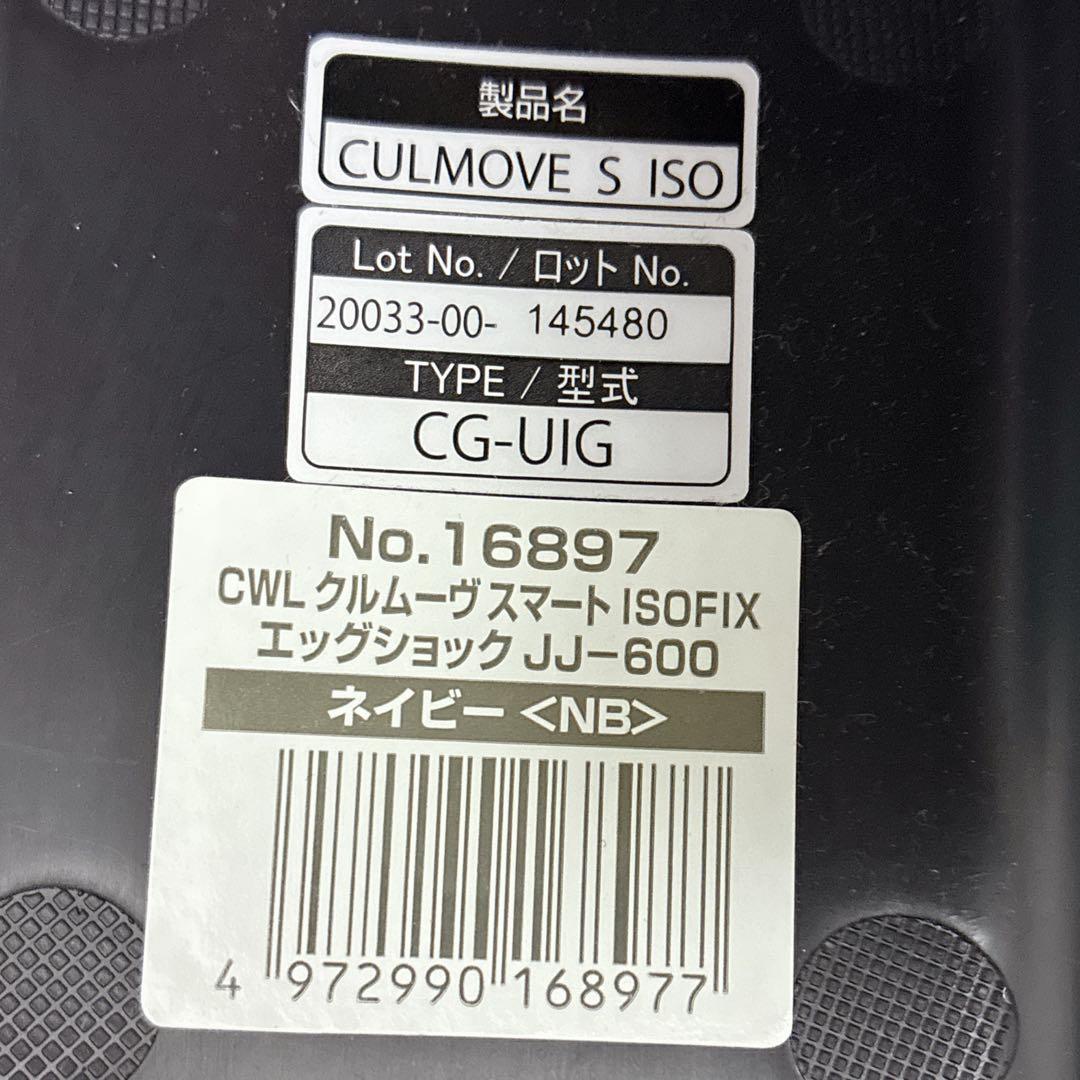 製品名
CULMOVE S ISO
Lot No. / ロット No.
20033-00- 145480
TYPE / 型式
CG-UIG
No.16897
CWL クルムーヴ スマート ISOFIX
エッグショック JJ-600
ネイビー <NB>
4 972990 168977